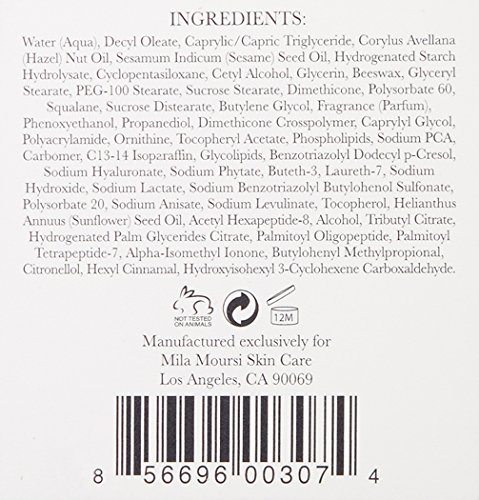 INGREDIENTS:
Water (Aqua), Decyl Oleate, Caprylic/Capric Triglyceride, Corylus Avellana
(Hazel) Nut Oil, Sesamum Indicum (Sesame) Seed Oil, Hydrogenated Starch
Hydrolysate, Cyclopentasiloxane, Cetyl Alcohol, Glycerin, Beeswax, Glyceryl
Stearate, PEG-100 Stearate, Sucrose Stearate, Dimethicone, Polysorbate 60,
Squalane, Sucrose Distearate, Butylene Glycol, Fragrance (Parfum),
Phenoxyethanol, Propanediol, Dimethicone Crosspolymer, Caprylyl Glycol,
Polyacrylamide, Ornithine, Tocopheryl Acetate, Phospholipids, Sodium PCA,
Carbomer, C13-14 Isoparaffin, Glycolipids, Benzotriazolyl Dodecyl p-Cresol,
Sodium Hyaluronate, Sodium Phytate, Buteth-3, Laureth-7, Sodium
Hydroxide, Sodium Lactate, Sodium Benzotriazolyl Butylohenol Sulfonate,
Polysorbate 20, Sodium Anisate, Sodium Levulinate, Tocopherol, Helianthus
Annuus (Sunflower) Seed Oil, Acetyl Hexapeptide-8, Alcohol, Tributyl Citrate,
Hydrogenated Palm Glycerides Citrate, Palmitoyl Oligopeptide, Palmitoyl
Tetrapeptide-7, Alpha-Isomethyl Ionone, Butylohenyl Methylpropional,
Citronellol, Hexyl Cinnamal, Hydroxyisohexyl 3-Cyclohexene Carboxaldehyde.
NOT TESTED
ON ANIMALS
12M
Manufactured exclusively for
Mila Moursi Skin Care
Los Angeles, CA 90069
8 56696 00307 4